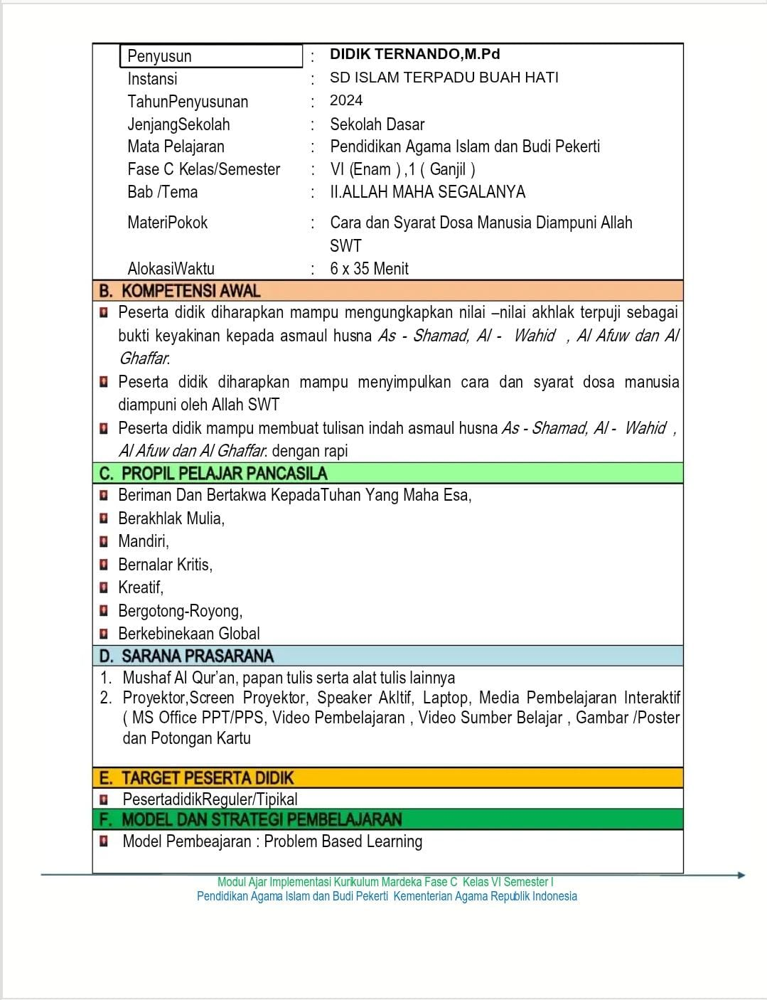 Penyusun : DIDIK TERNANDO,M.Pd
Instansi : SD ISLAM TERPADU BUAH HATI
TahunPenyusunan : 2024
JenjangSekolah : Sekolah Dasar
Mata Pelajaran : Pendidikan Agama Islam dan Budi Pekerti
Fase C Kelas/Semester : VI (Enam ) ,1 ( Ganjil )
Bab /Tema : II.ALLAH MAHA SEGALANYA
MateriPokok : Cara dan Syarat Dosa Manusia Diampuni Allah
SWT
AlokasiWaktu : 6 x 35 Menit
B. KOMPETENSI AWAL
Peserta didik diharapkan mampu mengungkapkan nilai –nilai akhlak terpuji sebagai
bukti keyakinan kepada asmaul husna As - Shamad, Al - Wahid , Al Afuw dan Al
Ghaffar.
Peserta didik diharapkan mampu menyimpulkan cara dan syarat dosa manusia
diampuni oleh Allah SWT
Peserta didik mampu membuat tulisan indah asmaul husna As - Shamad, Al - Wahid ,
Al Afuw dan Al Ghaffar. dengan rapi
C. PROPIL PELAJAR PANCASILA
Beriman Dan Bertakwa KepadaTuhan Yang Maha Esa,
Berakhlak Mulia,
Mandiri,
Bernalar Kritis,
Kreatif,
Bergotong-Royong,
Berkebinekaan Global
D. SARANA PRASARANA
1. Mushaf Al Qur’an, papan tulis serta alat tulis lainnya
2. Proyektor,Screen Proyektor, Speaker Akltif, Laptop, Media Pembelajaran Interaktif
( MS Office PPT/PPS, Video Pembelajaran , Video Sumber Belajar , Gambar /Poster
dan Potongan Kartu
E. TARGET PESERTA DIDIK
PesertadidikReguler/Tipikal
F. MODEL DAN STRATEGI PEMBELAJARAN
Model Pembeajaran : Problem Based Learning
Modul Ajar Implementasi Kurikulum Mardeka Fase C Kelas VI Semester I
Pendidikan Agama Islam dan Budi Pekerti Kementerian Agama Republik Indonesia